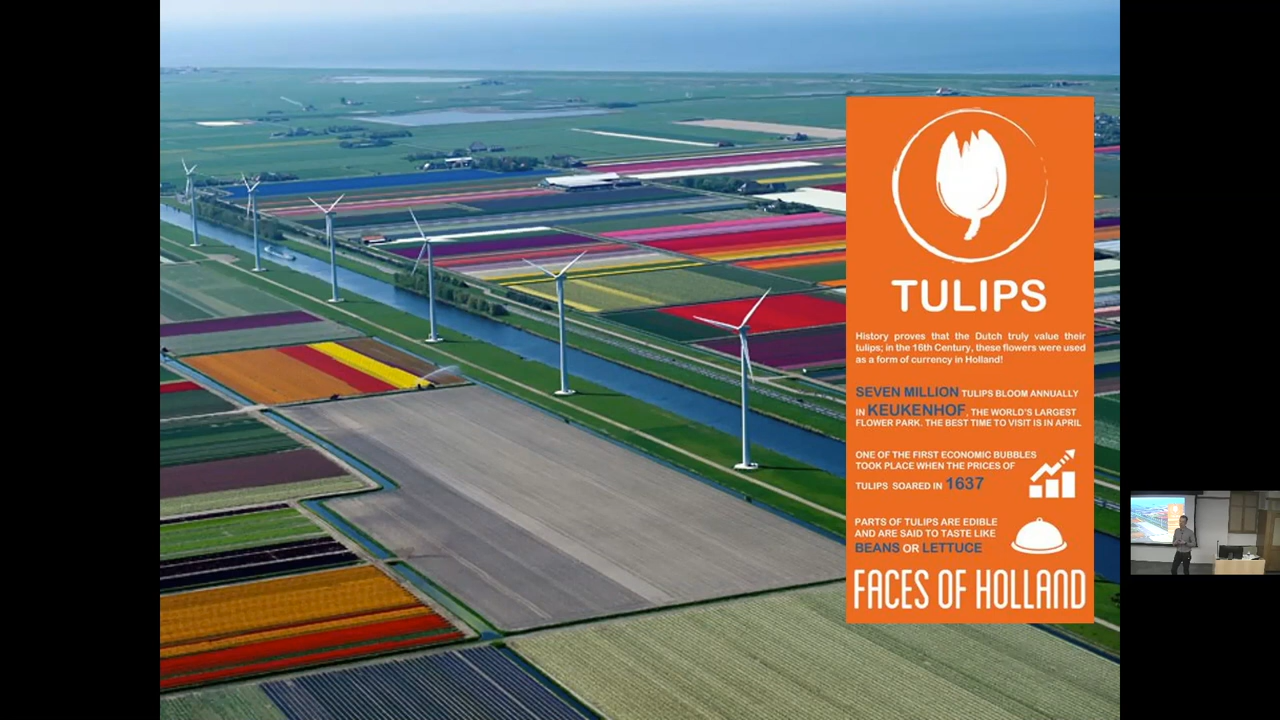 TULIPS
History proves that the Dutch truly value their
tulips; in the 16th Century, these flowers were used
as a form of currency in Holland!
SEVEN MILLION TULIPS BLOOM ANNUALLY
IN KEUKENHOF, THE WORLD'S LARGEST
FLOWER PARK. THE BEST TIME TO VISIT IS IN APRIL
ONE OF THE FIRST ECONOMIC BUBBLES
TOOK PLACE WHEN THE PRICES OF
TULIPS SOARED IN 1637
PARTS OF TULIPS ARE EDIBLE
AND ARE SAID TO TASTE LIKE
BEANS OR LETTUCE
FACES OF HOLLAND